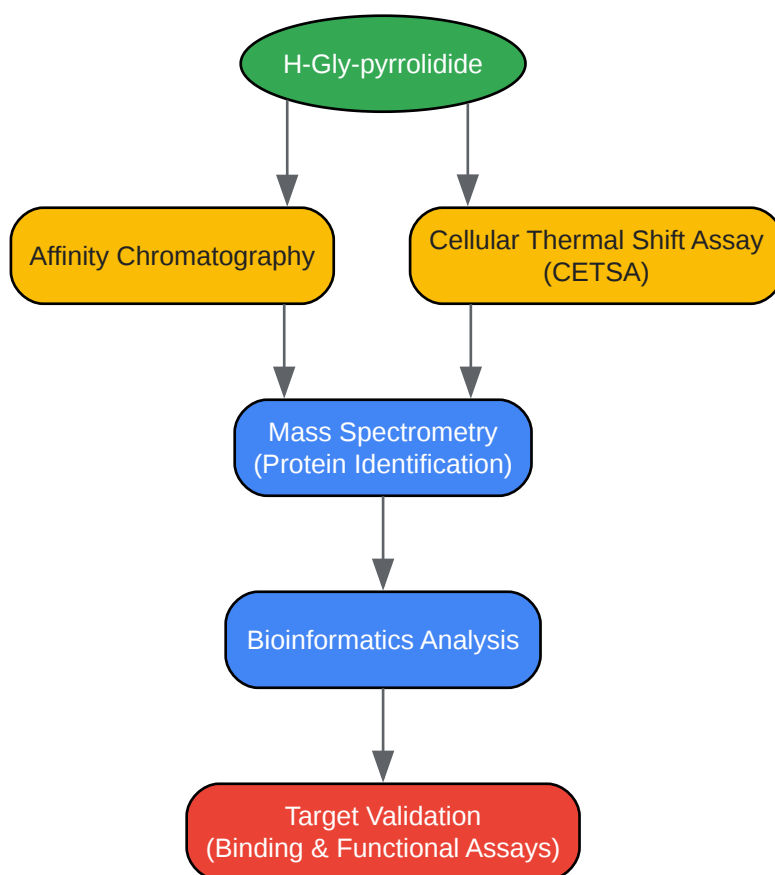 H-Gly-pyrrolidide
Affinity Chromatography
Cellular Thermal Shift Assay
(CETSA)
Mass Spectrometry
(Protein Identification)
Bioinformatics Analysis
Target Validation
(Binding & Functional Assays)